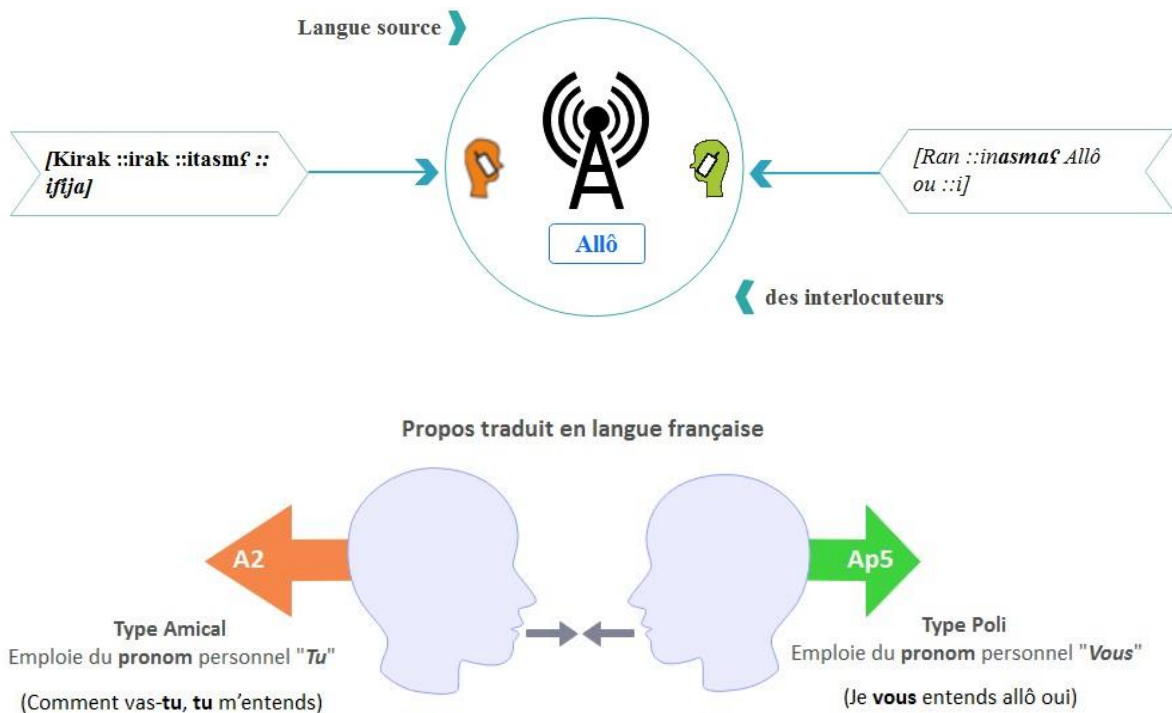 Langue source
[Kirak ::irak ::itasmʕ ::
iʕija]
[Ran ::inasmaʕ Allô
ou ::i]
Allô
des interlocuteurs
Propos traduit en langue française
A2
Ap5
Type Amical
Emploie du pronom personnel "Tu"
(Comment vas-tu, tu m'entends)
Type Poli
Emploie du pronom personnel "Vous"
(Je vous entends allô oui)